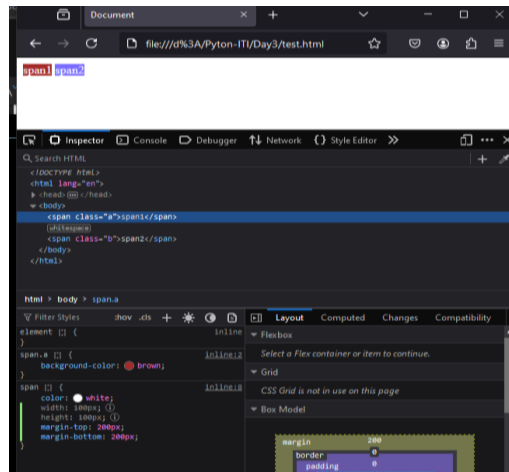 Document
file:///d%3A/Pyton-ITI/Day3/test.html
span1 span2
Inspector Console Debugger Network {} Style Editor
Search HTML
<!DOCTYPE html>
<html lang="en">
<head> </head>
<body>
<span class="a">span1</span>
whitespace
<span class="b">span2</span>
</body>
</html>
html > body > span.a
Filter Styles :hov .cls
Layout Computed Changes Compatibility
element { inline
}
span.a { inline:2
background-color: brown;
}
span { inline:8
color: white;
width: 100px;
height: 100px;
margin-top: 200px;
margin-bottom: 200px;
}
Flexbox
Select a Flex container or item to continue.
Grid
CSS Grid is not in use on this page
Box Model
margin 200
border 0
padding 0